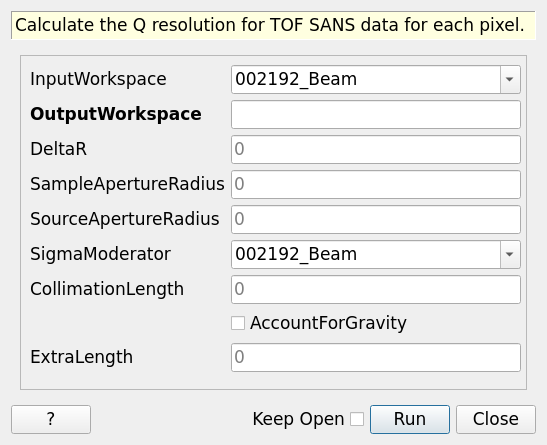 Calculate the Q resolution for TOF SANS data for each pixel.
InputWorkspace 002192_Beam
OutputWorkspace
DeltaR 0
SampleApertureRadius 0
SourceApertureRadius 0
SigmaModerator 002192_Beam
CollimationLength 0
AccountForGravity
ExtraLength 0
? Keep Open Run Close